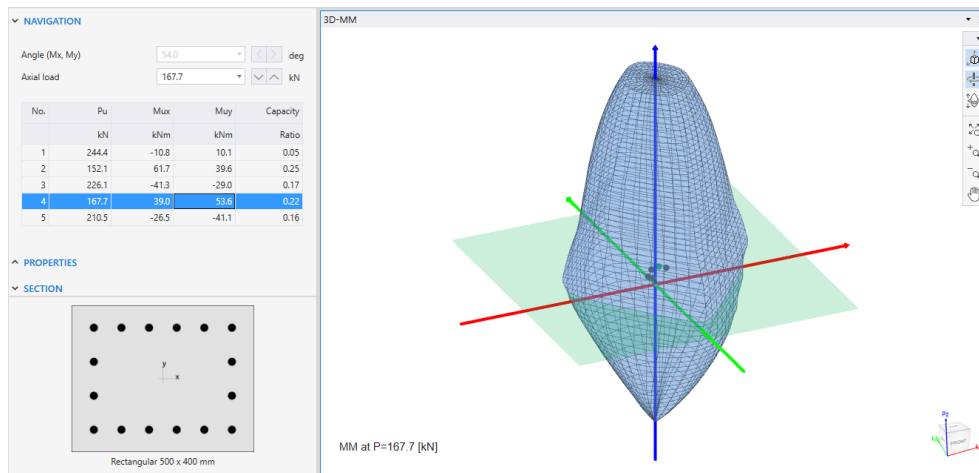 NAVIGATION
3D-MM
Angle (Mx, My) 54.0 deg
Axial load 167.7 kN
No. Pu Mux Muy Capacity
kN kNm kNm Ratio
1 244.4 -10.8 10.1 0.05
2 152.1 61.7 39.6 0.25
3 226.1 -41.3 -29.0 0.17
4 167.7 39.0 53.6 0.22
5 210.5 -26.5 -41.1 0.16
PROPERTIES
SECTION
y
x
Rectangular 500 x 400 mm
MM at P=167.7 [kN]
FRONT